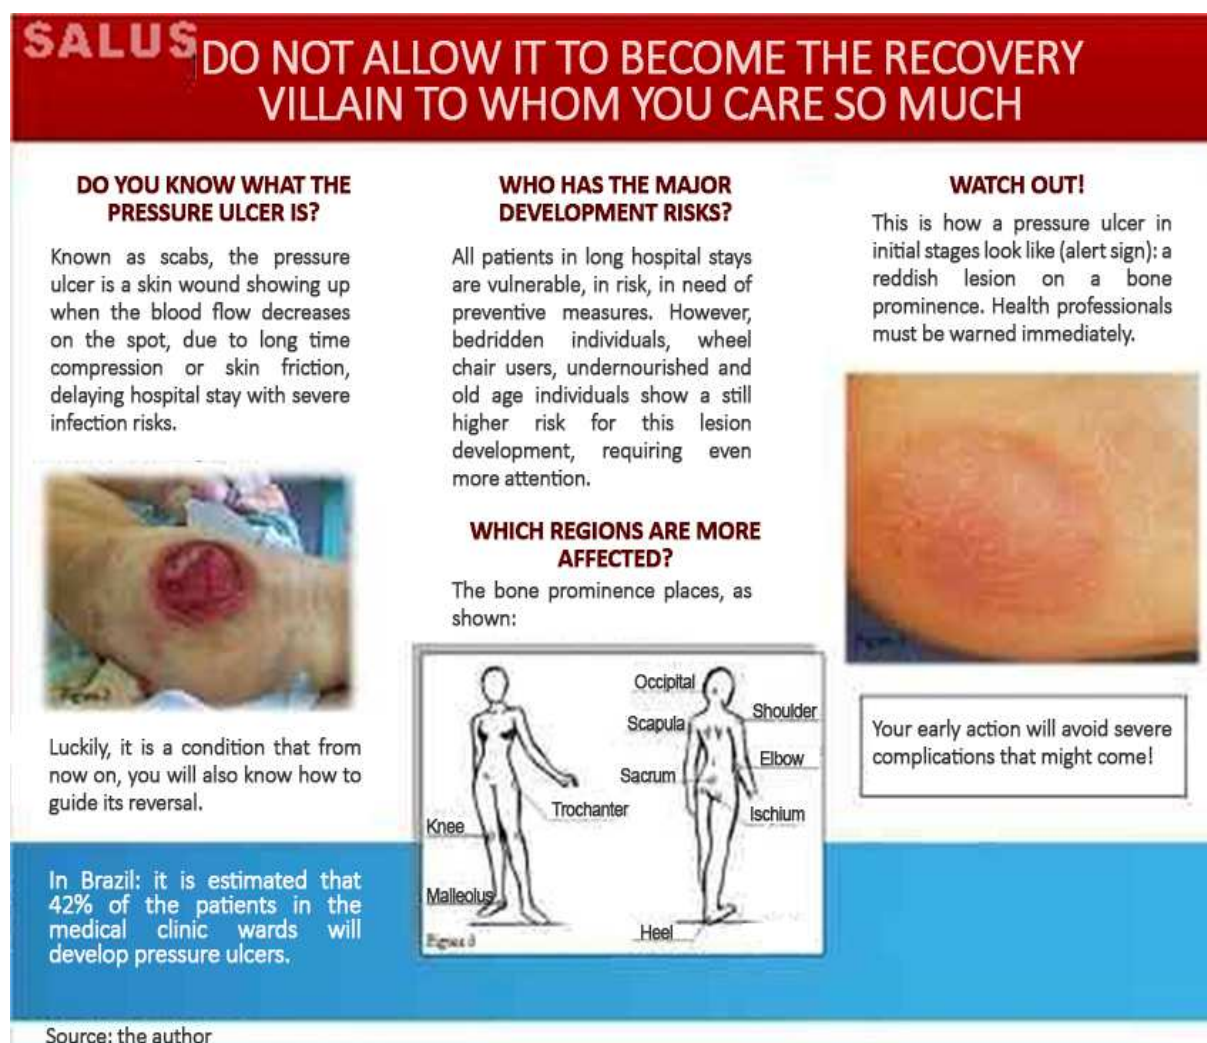 SALUS
DO NOT ALLOW IT TO BECOME THE RECOVERY
VILLAIN TO WHOM YOU CARE SO MUCH
DO YOU KNOW WHAT THE
PRESSURE ULCER IS?
Known as scabs, the pressure
ulcer is a skin wound showing up
when the blood flow decreases
on the spot, due to long time
compression or skin friction,
delaying hospital stay with severe
infection risks.
Luckily, it is a condition that from
now on, you will also know how to
guide its reversal.
In Brazil: it is estimated that
42% of the patients in the
medical clinic wards will
develop pressure ulcers.
WHO HAS THE MAJOR
DEVELOPMENT RISKS?
All patients in long hospital stays
are vulnerable, in risk, in need of
preventive measures. However,
bedridden individuals, wheel
chair users, undernourished and
old age individuals show a still
higher risk for this lesion
development, requiring even
more attention.
WHICH REGIONS ARE MORE
AFFECTED?
The bone prominence places, as
shown:
Occipital
Shoulder
Scapula
Elbow
Sacrum
Ischium
Trochanter
Knee
Malleolus
Heel
WATCH OUT!
This is how a pressure ulcer in
initial stages look like (alert sign): a
reddish lesion on a bone
prominence. Health professionals
must be warned immediately.
Your early action will avoid severe
complications that might come!
Source: the author